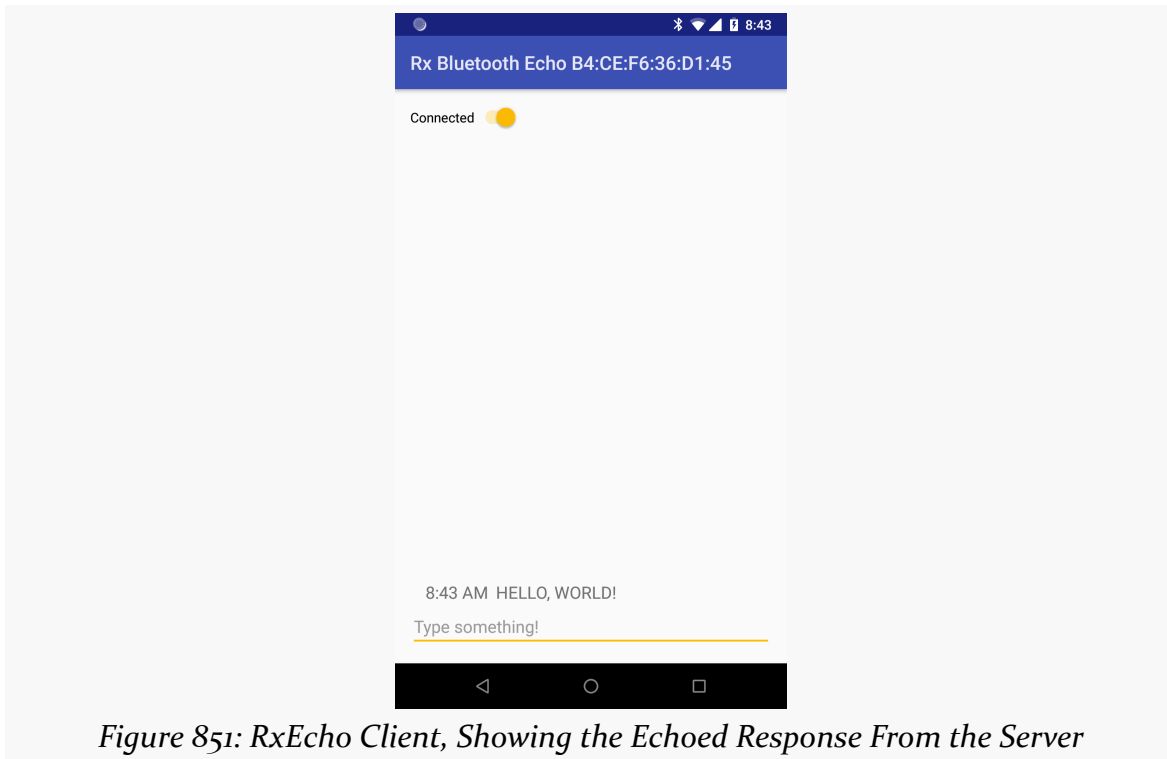 8:43
Rx Bluetooth Echo B4:CE:F6:36:D1:45
Connected
8:43 AM HELLO, WORLD!
Type something!
Figure 851: RxEcho Client, Showing the Echoed Response From the Server